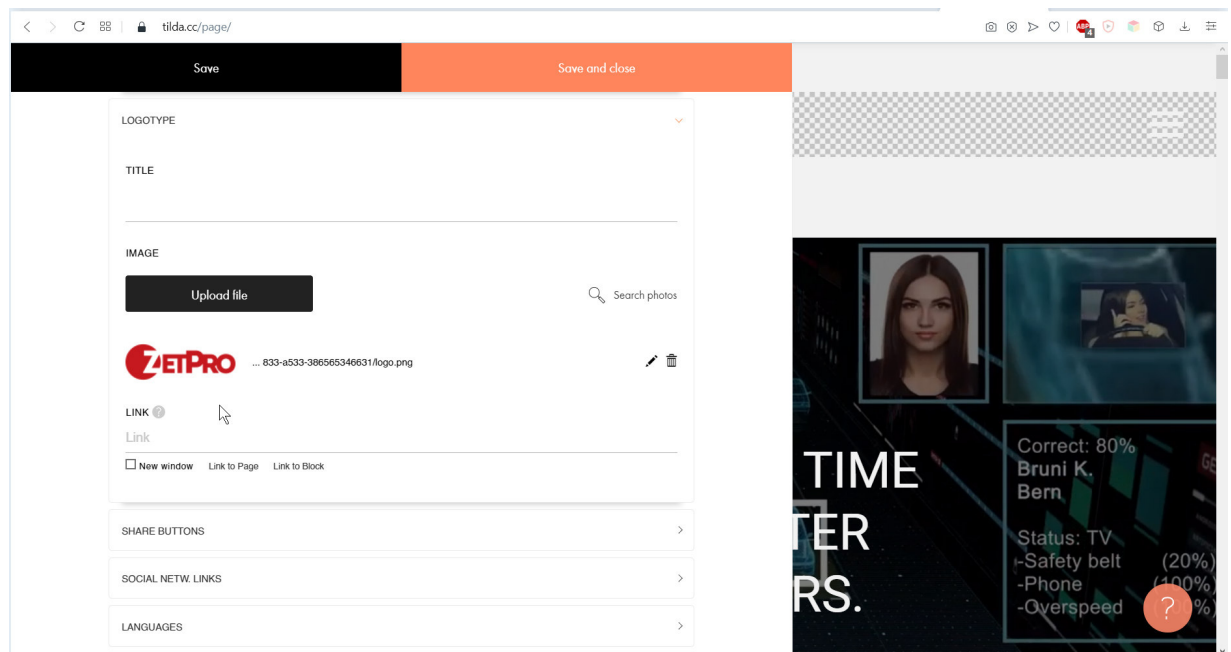 tilda.cc/page/
ABP
4
Save
Save and close
LOGOTYPE
TITLE
IMAGE
Upload file
Search photos
ZETPRO
... 833-a533-386565346631/logo.png
LINK ?
Link
New window Link to Page Link to Block
SHARE BUTTONS
SOCIAL NETW. LINKS
LANGUAGES
TIME
TER
RS.
Correct: 80%
Bruni K.
Bern
Status: TV
-Safety belt (20%)
-Phone (100%)
-Overspeed
?